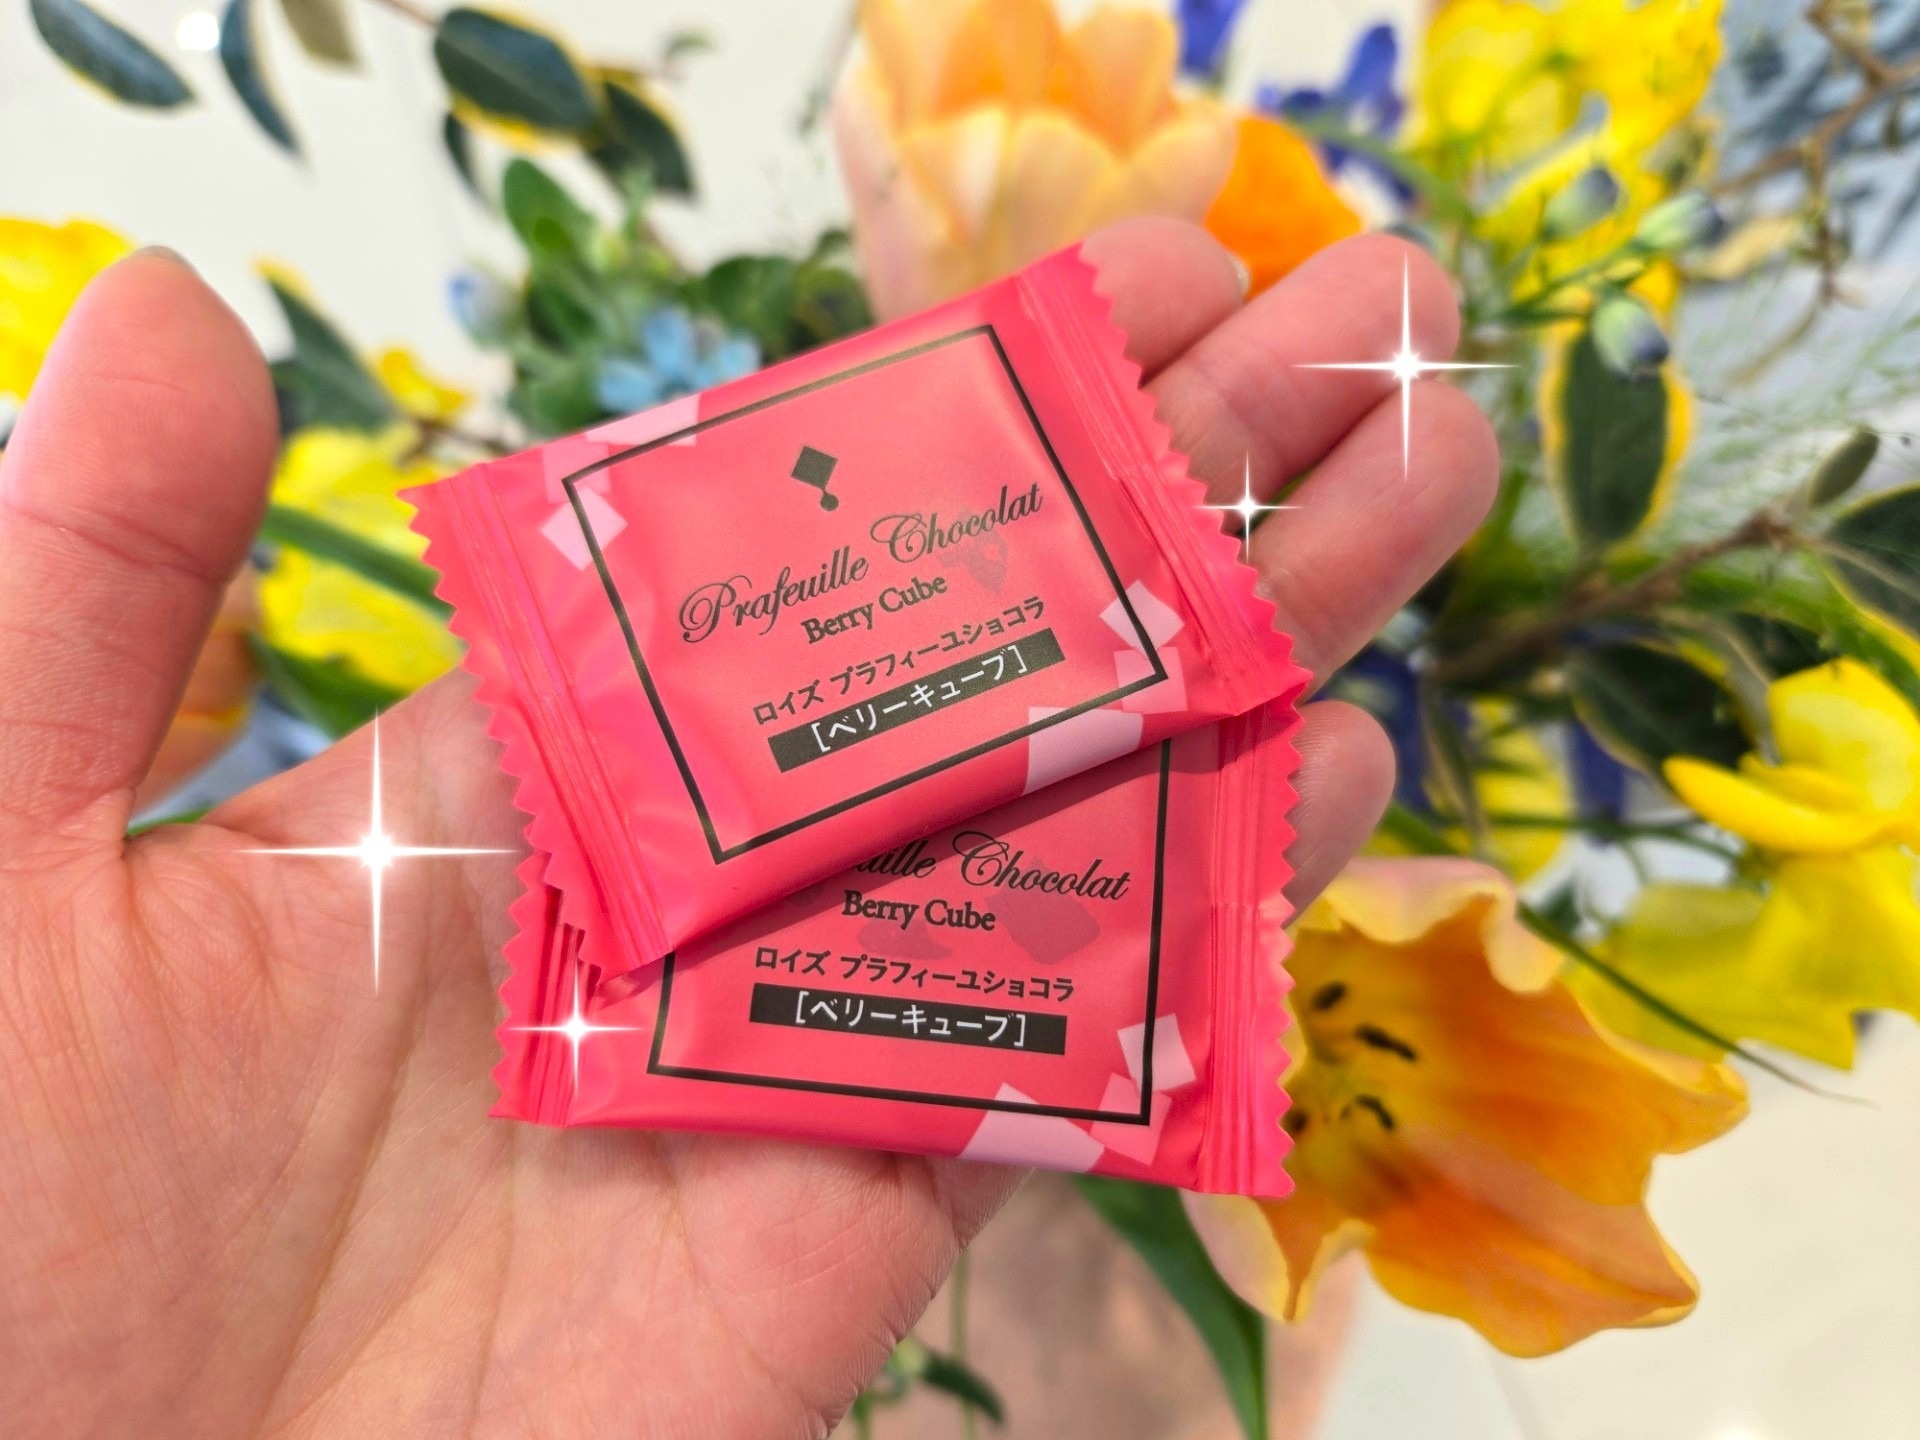 Prafeuille Chocolat
Berry Cube
ロイズ プラフィーユショコラ
[ベリーキューブ]
Chocolat
Berry Cube
ロイズ プラフィーユショコラ
[ベリーキューブ]